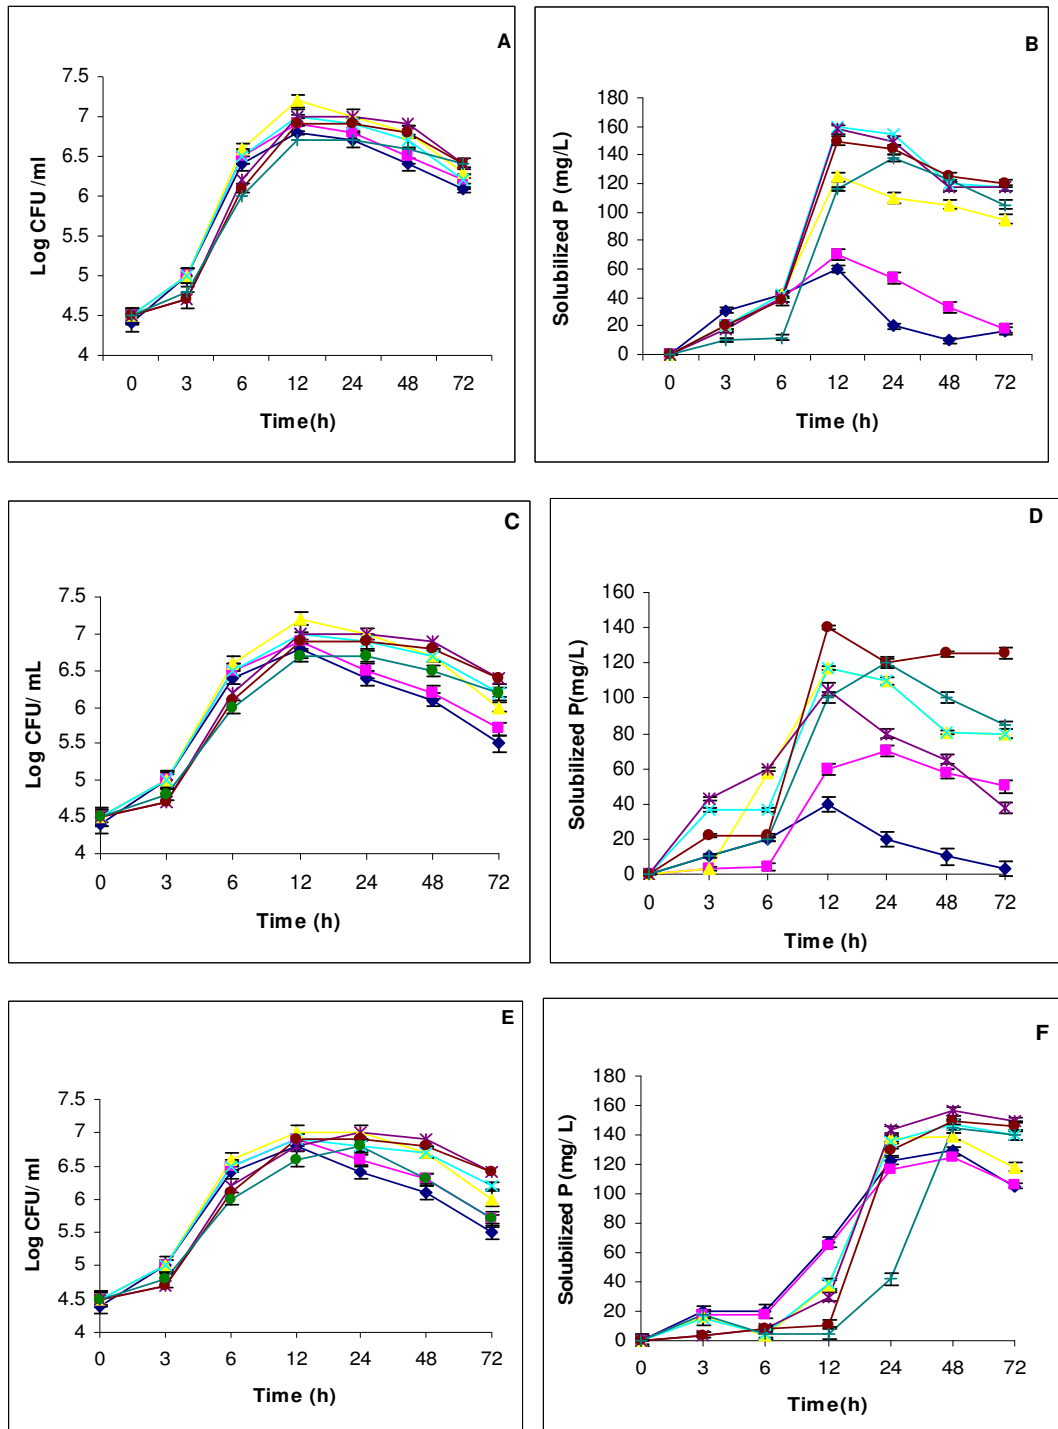 A
7.5
7
6.5
6
5.5
5
4.5
4
Log CFU /ml
0 3 6 12 24 48 72
Time(h)
B
180
160
140
120
100
80
60
40
20
0
Solubilized P (mg/L)
0 3 6 12 24 48 72
Time (h)
C
7.5
7
6.5
6
5.5
5
4.5
4
Log CFU/ mL
0 3 6 12 24 48 72
Time (h)
D
160
140
120
100
80
60
40
20
0
Solubilized P(mg/L)
0 3 6 12 24 48 72
Time (h)
E
7.5
7
6.5
6
5.5
5
4.5
4
Log CFU/ ml
0 3 6 12 24 48 72
Time (h)
F
180
160
140
120
100
80
60
40
20
0
Solubilized P (mg/ L)
0 3 6 12 24 48 72
Time(h)